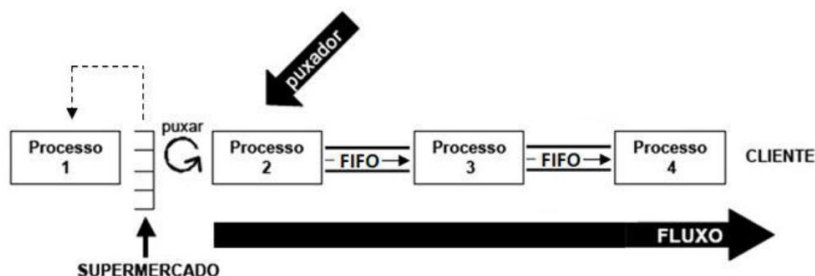 puxador
puxar
Processo
1
Processo
2
FIFO
Processo
3
FIFO
Processo
4
CLIENTE
FLUXO
SUPERMERCADO